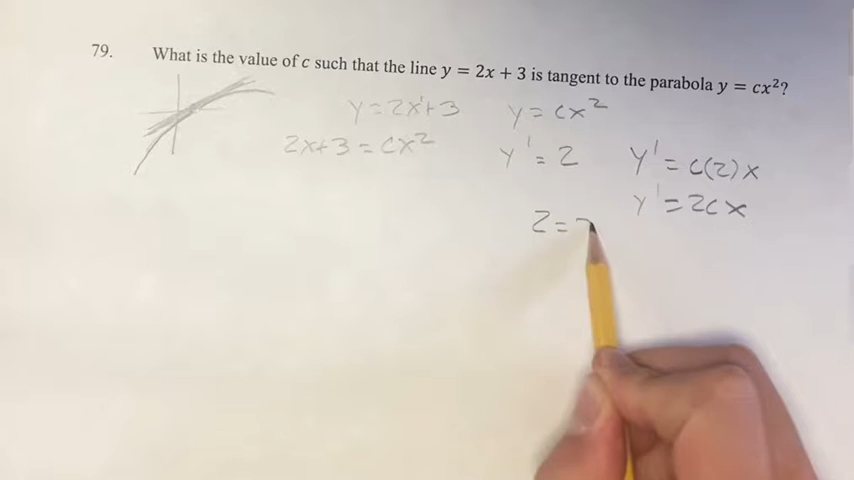 79. What is the value of c such that the line y = 2x + 3 is tangent to the parabola y = cx²?
y = 2x¹+3 y = cx²
2x+3 = cx² y' = 2 y' = c(2)x
y' = 2cx
2 =